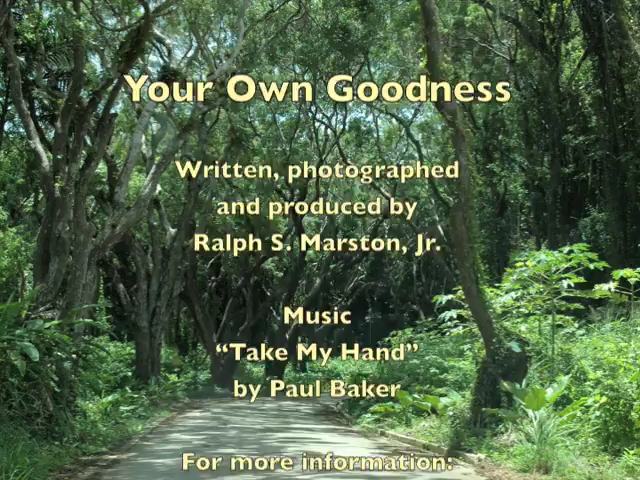 Your Own Goodness
Written, photographed
and produced by
Ralph S. Marston, Jr.
Music
“Take My Hand”
by Paul Baker
For more information: